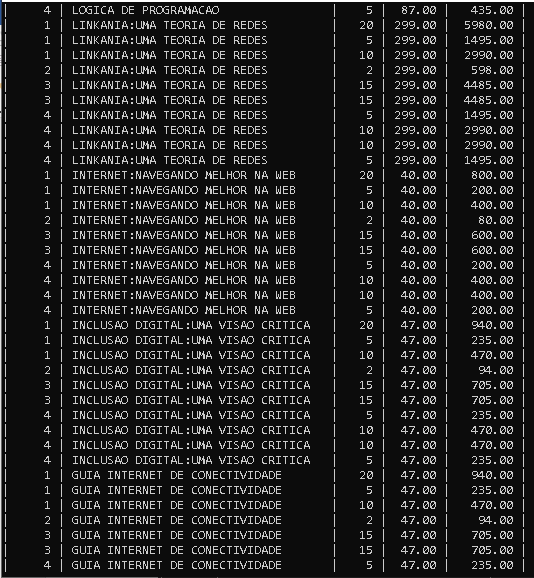 4 | LOGICA DE PROGRAMACAO | 5 | 87.00 | 435.00 |
1 | LINKANIA:UMA TEORIA DE REDES | 20 | 299.00 | 5980.00 |
1 | LINKANIA:UMA TEORIA DE REDES | 5 | 299.00 | 1495.00 |
1 | LINKANIA:UMA TEORIA DE REDES | 10 | 299.00 | 2990.00 |
2 | LINKANIA:UMA TEORIA DE REDES | 2 | 299.00 | 598.00 |
3 | LINKANIA:UMA TEORIA DE REDES | 15 | 299.00 | 4485.00 |
3 | LINKANIA:UMA TEORIA DE REDES | 15 | 299.00 | 4485.00 |
4 | LINKANIA:UMA TEORIA DE REDES | 5 | 299.00 | 1495.00 |
4 | LINKANIA:UMA TEORIA DE REDES | 10 | 299.00 | 2990.00 |
4 | LINKANIA:UMA TEORIA DE REDES | 10 | 299.00 | 2990.00 |
4 | LINKANIA:UMA TEORIA DE REDES | 5 | 299.00 | 1495.00 |
1 | INTERNET:NAVEGANDO MELHOR NA WEB | 20 | 40.00 | 800.00 |
1 | INTERNET:NAVEGANDO MELHOR NA WEB | 5 | 40.00 | 200.00 |
1 | INTERNET:NAVEGANDO MELHOR NA WEB | 10 | 40.00 | 400.00 |
2 | INTERNET:NAVEGANDO MELHOR NA WEB | 2 | 40.00 | 80.00 |
3 | INTERNET:NAVEGANDO MELHOR NA WEB | 15 | 40.00 | 600.00 |
3 | INTERNET:NAVEGANDO MELHOR NA WEB | 15 | 40.00 | 600.00 |
4 | INTERNET:NAVEGANDO MELHOR NA WEB | 5 | 40.00 | 200.00 |
4 | INTERNET:NAVEGANDO MELHOR NA WEB | 10 | 40.00 | 400.00 |
4 | INTERNET:NAVEGANDO MELHOR NA WEB | 10 | 40.00 | 400.00 |
4 | INTERNET:NAVEGANDO MELHOR NA WEB | 5 | 40.00 | 200.00 |
1 | INCLUSAO DIGITAL:UMA VISAO CRITICA | 20 | 47.00 | 940.00 |
1 | INCLUSAO DIGITAL:UMA VISAO CRITICA | 5 | 47.00 | 235.00 |
1 | INCLUSAO DIGITAL:UMA VISAO CRITICA | 10 | 47.00 | 470.00 |
2 | INCLUSAO DIGITAL:UMA VISAO CRITICA | 2 | 47.00 | 94.00 |
3 | INCLUSAO DIGITAL:UMA VISAO CRITICA | 15 | 47.00 | 705.00 |
3 | INCLUSAO DIGITAL:UMA VISAO CRITICA | 15 | 47.00 | 705.00 |
4 | INCLUSAO DIGITAL:UMA VISAO CRITICA | 5 | 47.00 | 235.00 |
4 | INCLUSAO DIGITAL:UMA VISAO CRITICA | 10 | 47.00 | 470.00 |
4 | INCLUSAO DIGITAL:UMA VISAO CRITICA | 10 | 47.00 | 470.00 |
4 | INCLUSAO DIGITAL:UMA VISAO CRITICA | 5 | 47.00 | 235.00 |
1 | GUIA INTERNET DE CONECTIVIDADE | 20 | 47.00 | 940.00 |
1 | GUIA INTERNET DE CONECTIVIDADE | 5 | 47.00 | 235.00 |
1 | GUIA INTERNET DE CONECTIVIDADE | 10 | 47.00 | 470.00 |
2 | GUIA INTERNET DE CONECTIVIDADE | 2 | 47.00 | 94.00 |
3 | GUIA INTERNET DE CONECTIVIDADE | 15 | 47.00 | 705.00 |
3 | GUIA INTERNET DE CONECTIVIDADE | 15 | 47.00 | 705.00 |
4 | GUIA INTERNET DE CONECTIVIDADE | 5 | 47.00 | 235.00 |